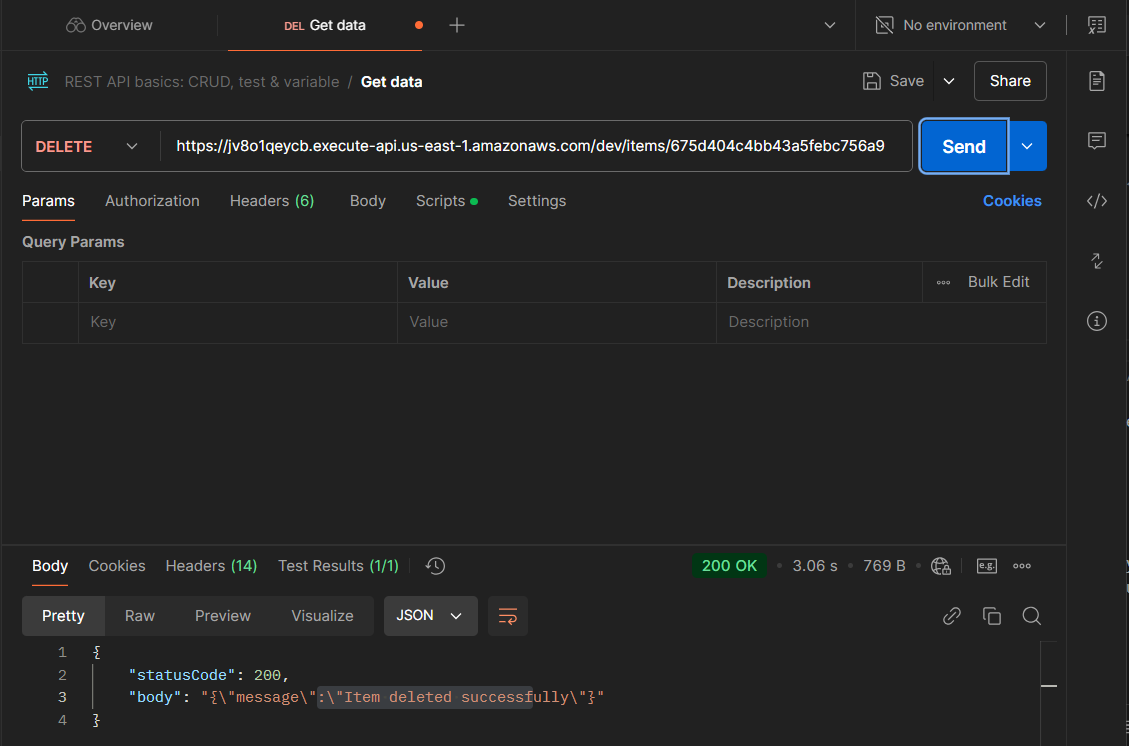 Overview
DEL Get data
No environment
HTTP REST API basics: CRUD, test & variable / Get data
Save
Share
DELETE
https://jv8o1qeycb.execute-api.us-east-1.amazonaws.com/dev/items/675d404c4bb43a5febc756a9
Send
Params Authorization Headers (6) Body Scripts Settings Cookies
Query Params
Key Value Description Bulk Edit
Key Value Description
Body Cookies Headers (14) Test Results (1/1) 200 OK 3.06 s 769 B e.g.
Pretty Raw Preview Visualize JSON
1 {
2 "statusCode": 200,
3 "body": "{\"message\":\"Item deleted successfully\"}"
4 }